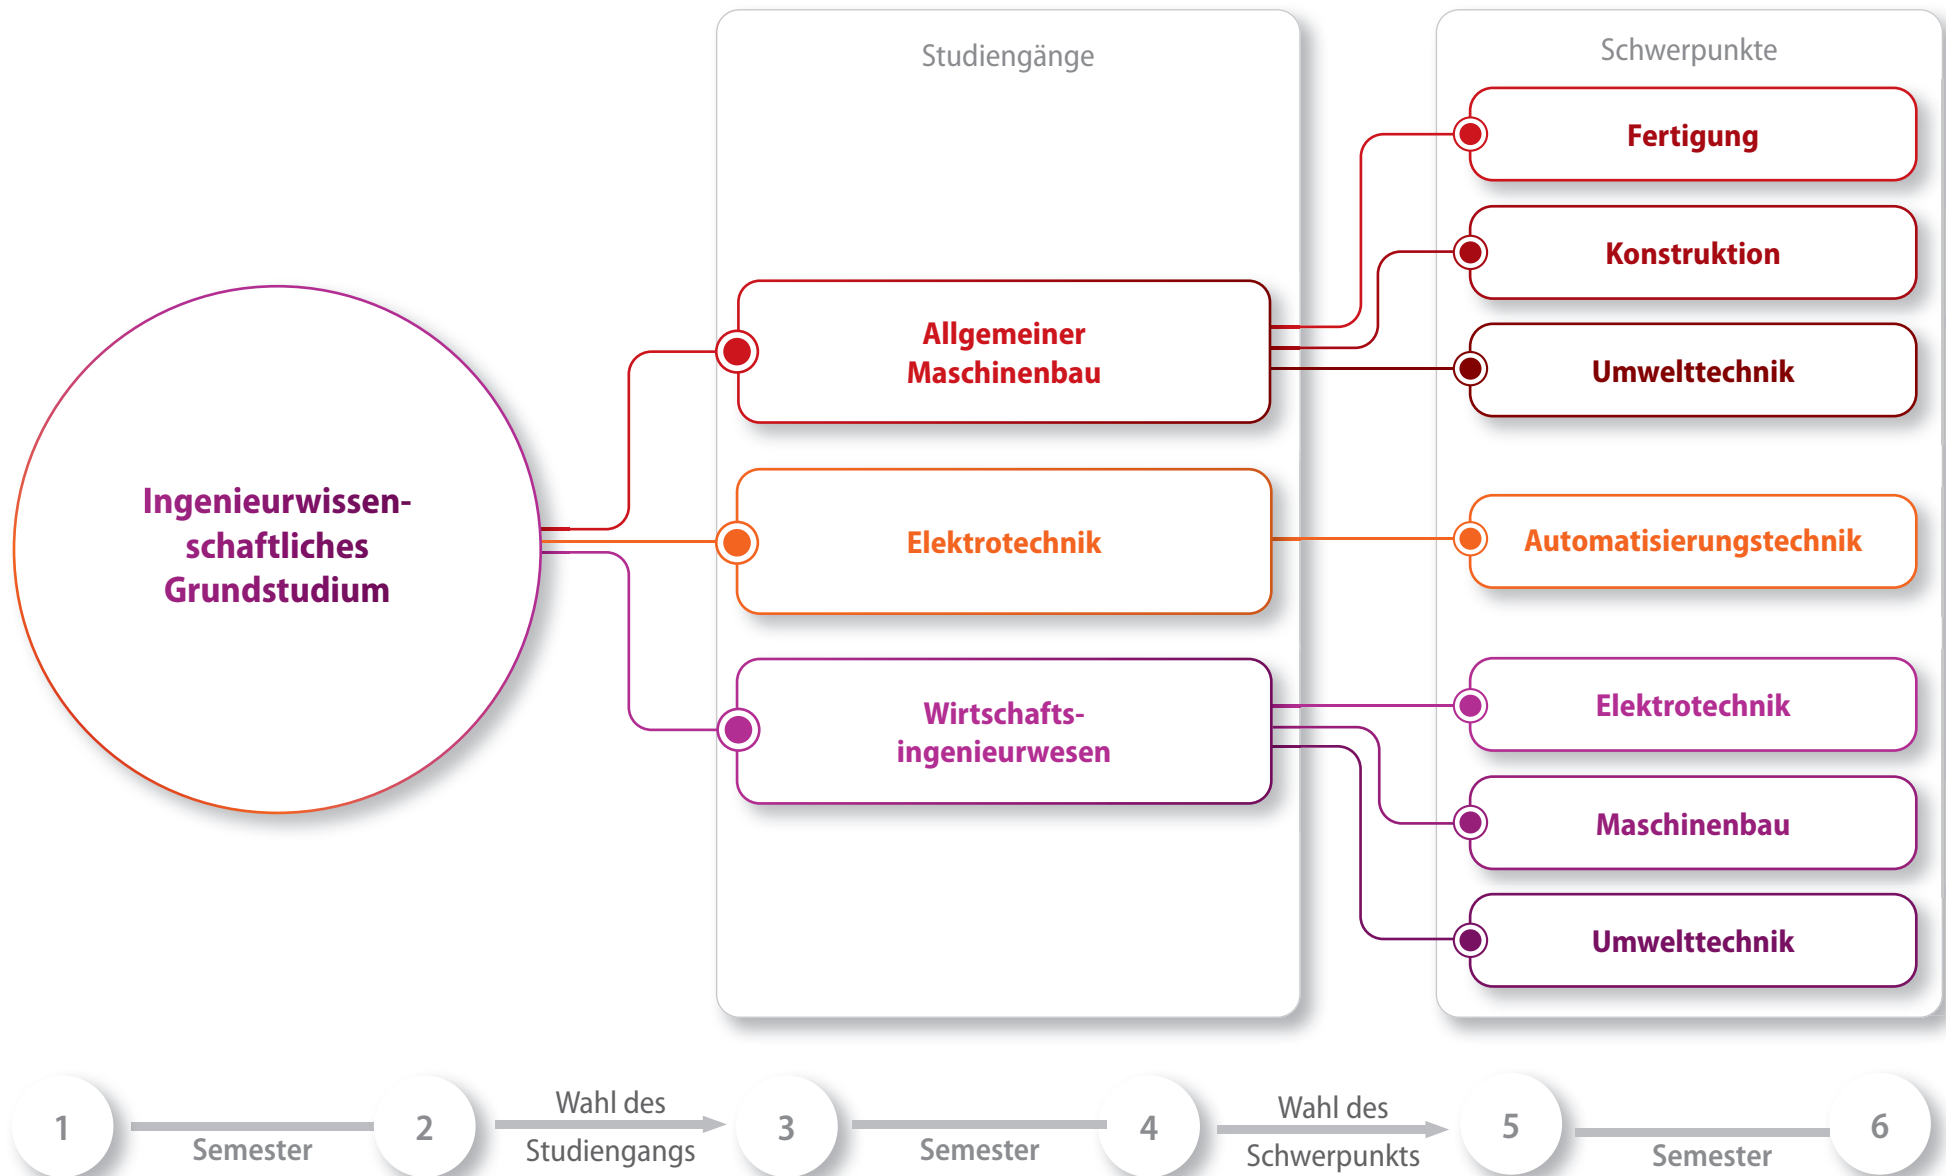 Studiengänge
Schwerpunkte
Fertigung
Konstruktion
Umwelttechnik
Allgemeiner
Maschinenbau
Ingenieurwissen-
schaftliches
Grundstudium
Elektrotechnik
Automatisierungstechnik
Wirtschafts-
ingenieurwesen
Elektrotechnik
Maschinenbau
Umwelttechnik
1
Semester
2
Wahl des
Studiengangs
3
Semester
4
Wahl des
Schwerpunkts
5
Semester
6